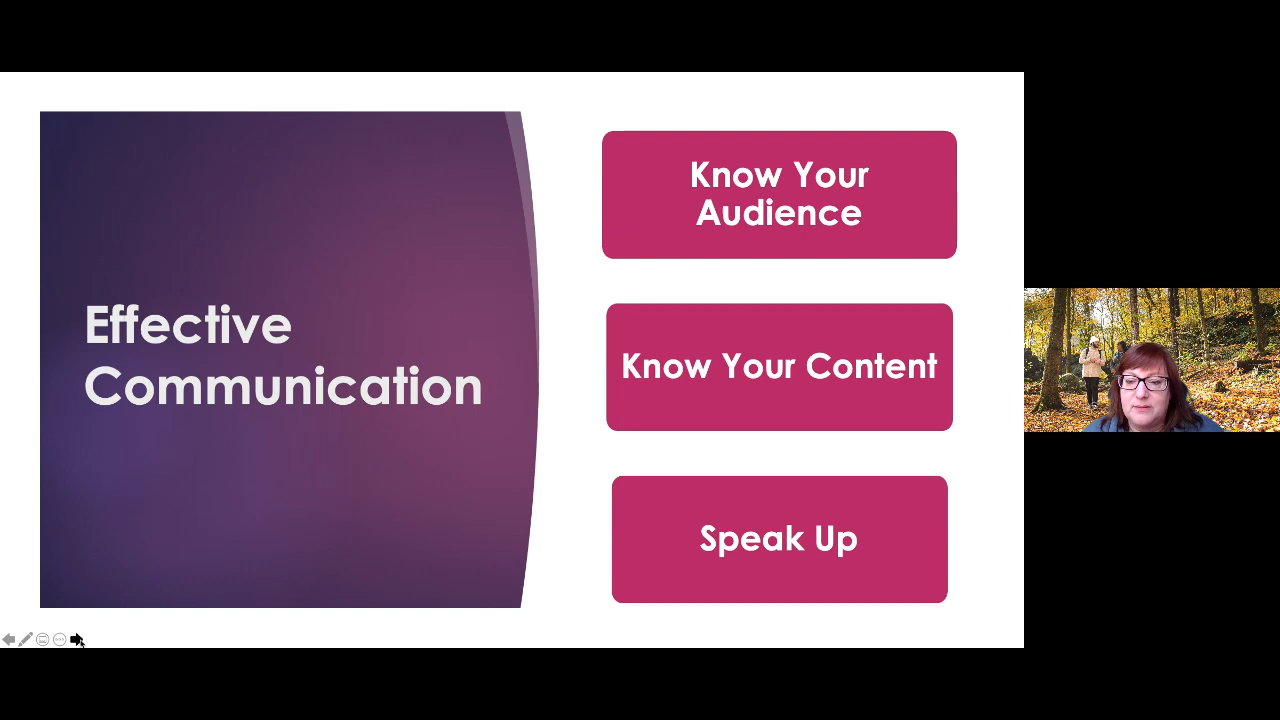 Effective
Communication
Know Your
Audience
Know Your Content
Speak Up